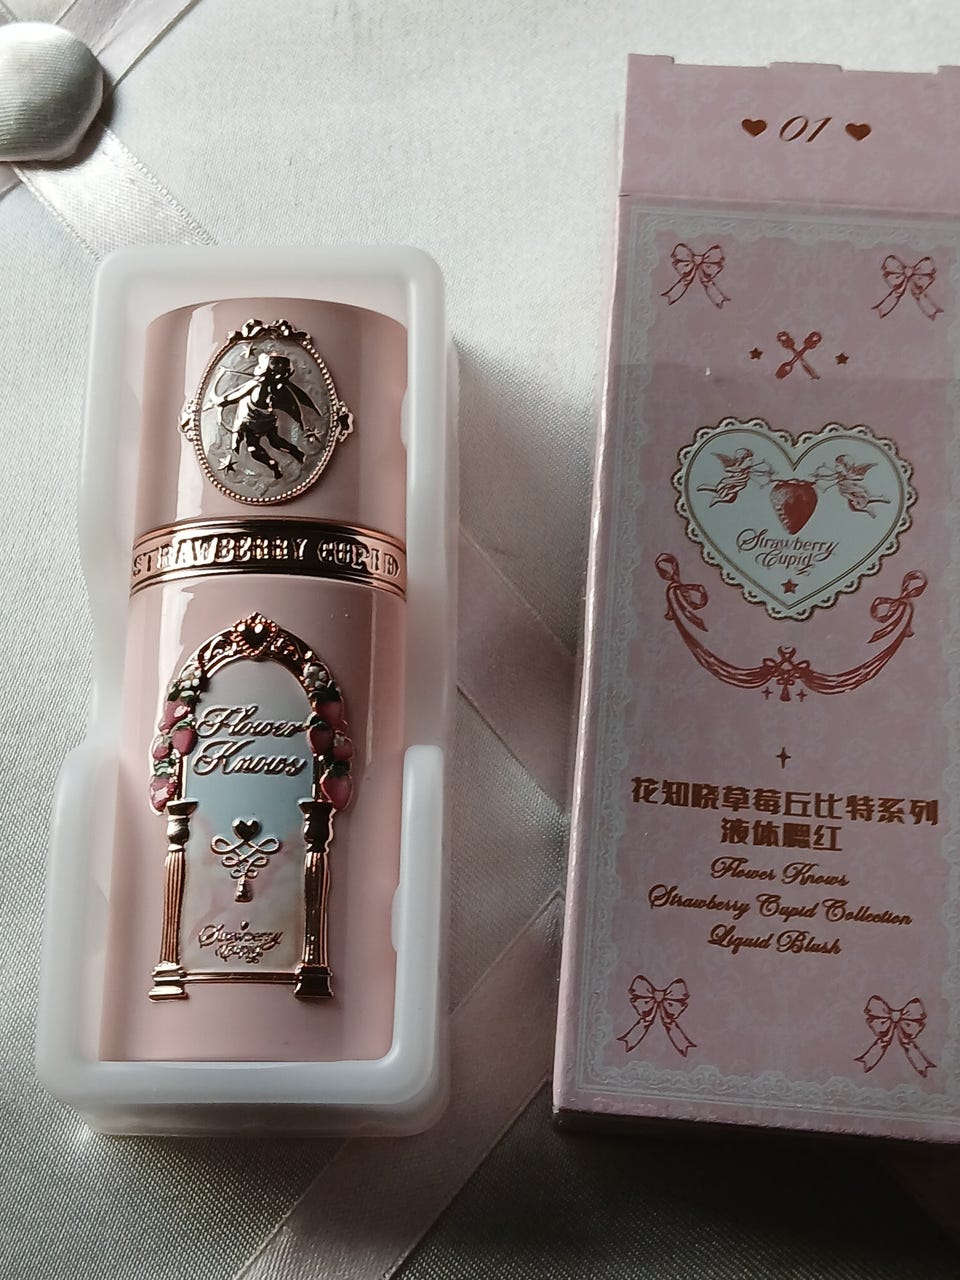 STRAWBERRY CUPID
Flower
Knows
Strawberry
Cupid
01
Strawberry
Cupid
花知晓草莓丘比特系列
液体腮红
Flower Knows
Strawberry Cupid Collection
Liquid Blush